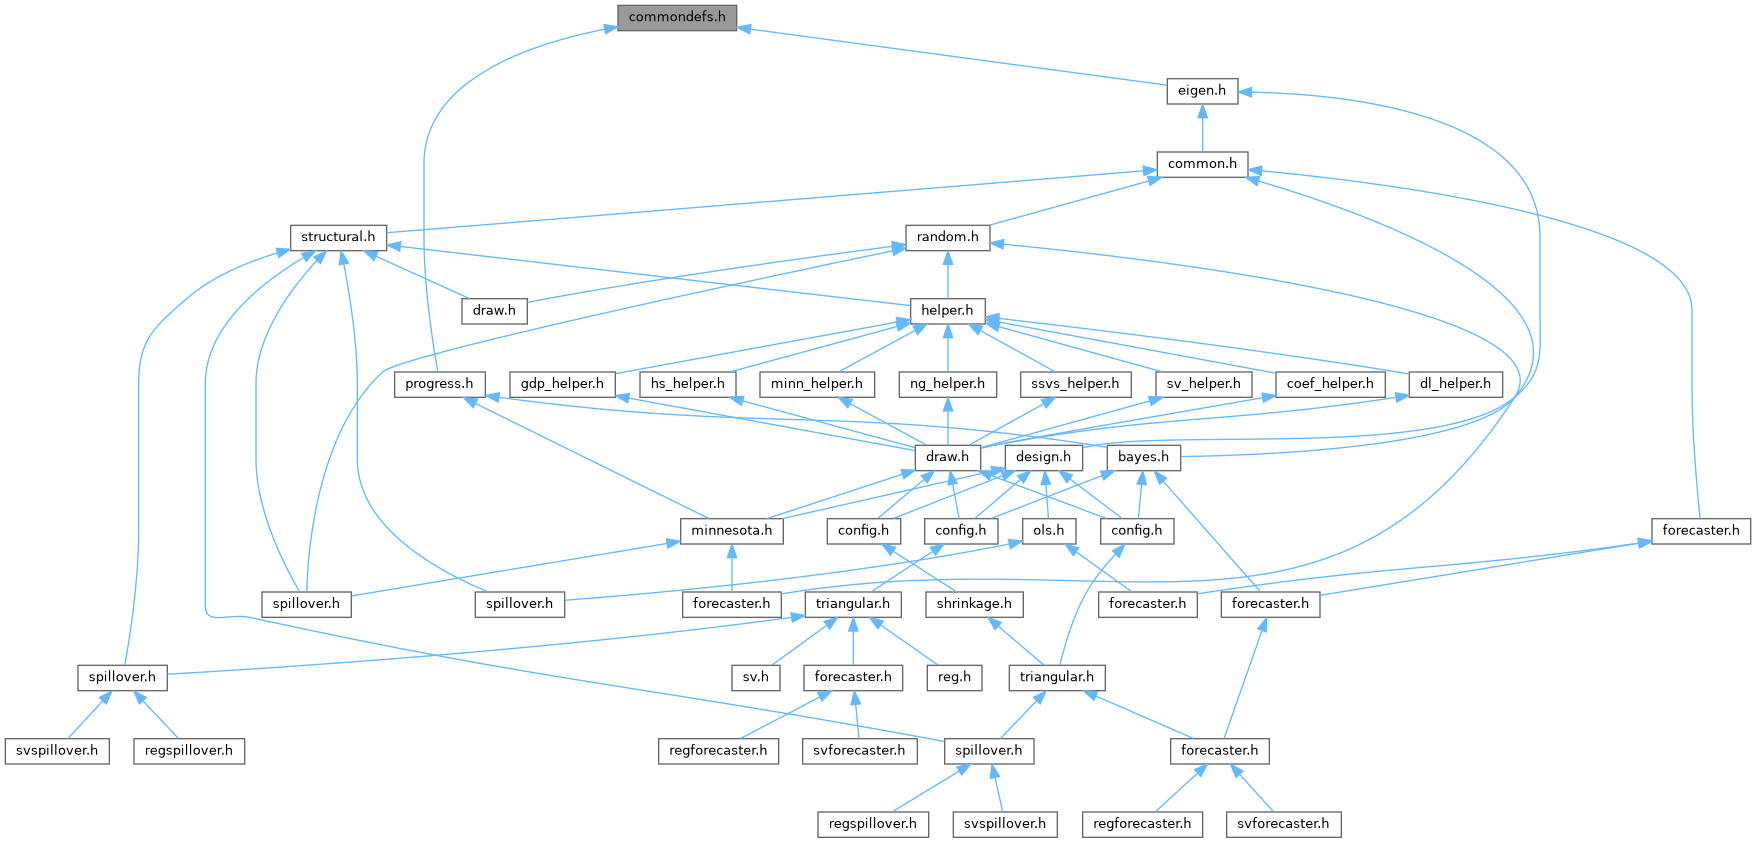 commondefs.h
eigen.h
common.h
structural.h
random.h
draw.h
helper.h
progress.h
gdp_helper.h
hs_helper.h
minn_helper.h
ng_helper.h
ssvs_helper.h
sv_helper.h
coef_helper.h
dl_helper.h
draw.h
design.h
bayes.h
minnesota.h
config.h
config.h
ols.h
config.h
forecaster.h
spillover.h
spillover.h
forecaster.h
triangular.h
shrinkage.h
forecaster.h
forecaster.h
spillover.h
sv.h
forecaster.h
reg.h
triangular.h
svspillover.h
regspillover.h
regforecaster.h
svforecaster.h
spillover.h
forecaster.h
regspillover.h
svspillover.h
regforecaster.h
svforecaster.h